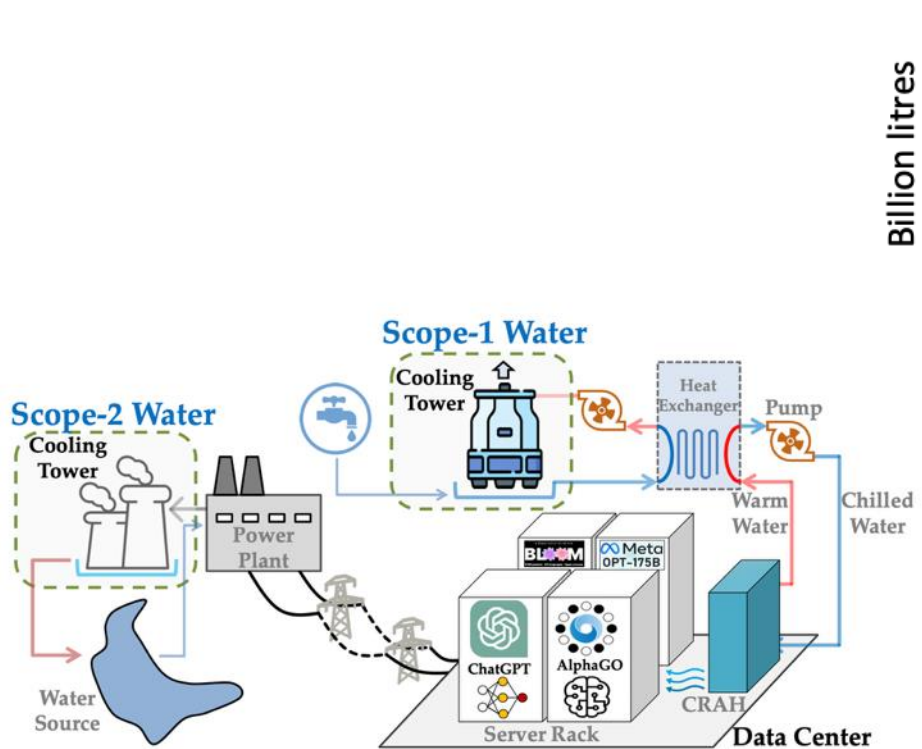 Billion litres
Scope-1 Water
Cooling
Tower
Heat
Exchanger
Pump
Scope-2 Water
Cooling
Tower
Warm
Water
Chilled
Water
Power
Plant
BLOOM
Meta
OPT-175B
ChatGPT
AlphaGO
Water
Source
CRAH
Server Rack
Data Center